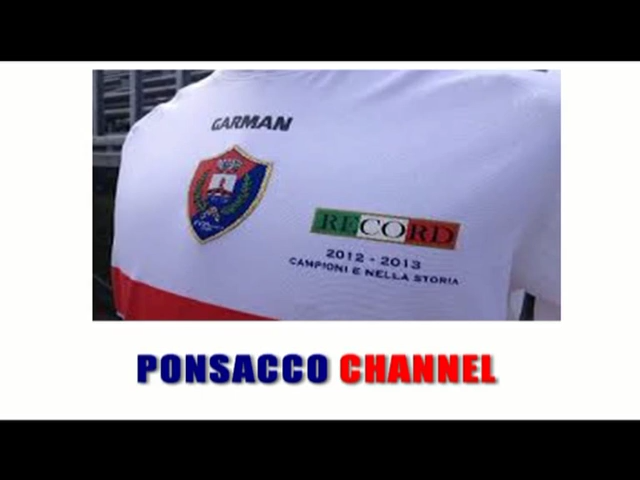 GARMAN
RECORD
2012 - 2013
CAMPIONI E NELLA STORIA
PONSACCO CHANNEL